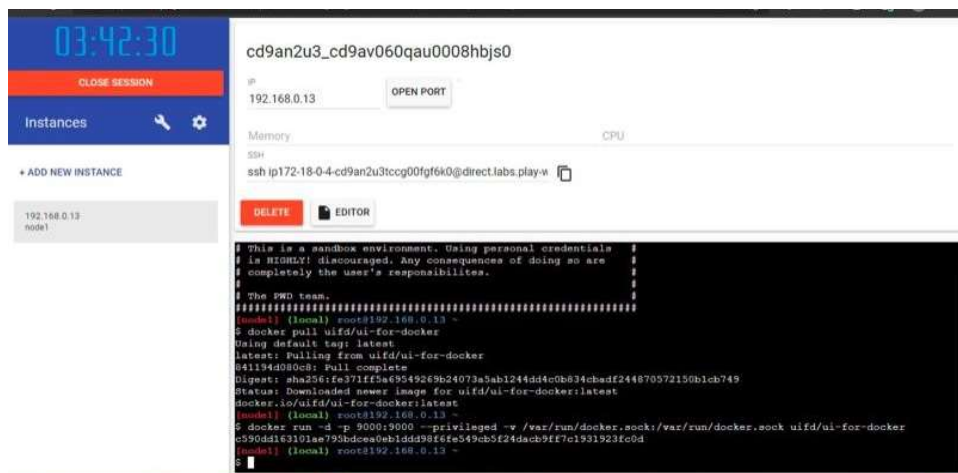 03:42:30
CLOSE SESSION
Instances
+ ADD NEW INSTANCE
192.168.0.13
node1
cd9an2u3_cd9av060qau0008hbjs0
IP
192.168.0.13
OPEN PORT
Memory
CPU
SSH
ssh ip172-18-0-4-cd9an2u3tccg00fgf6k0@direct.labs.play-w
DELETE
EDITOR
# This is a sandbox environment. Using personal credentials #
# is HIGHLY! discouraged. Any consequences of doing so are #
# completely the user's responsibilites. #
# #
# The PWD team. #
###############################################################
[node1] (local) root@192.168.0.13 ~
$ docker pull uifd/ui-for-docker
Using default tag: latest
latest: Pulling from uifd/ui-for-docker
841194d080c8: Pull complete
Digest: sha256:fe371ff5a69549269b24073a5ab1244dd4c0b834cbadf244870572150b1cb749
Status: Downloaded newer image for uifd/ui-for-docker:latest
docker.io/uifd/ui-for-docker:latest
[node1] (local) root@192.168.0.13 ~
$ docker run -d -p 9000:9000 --privileged -v /var/run/docker.sock:/var/run/docker.sock uifd/ui-for-docker
c590dd163101ae795bdcea0eb1ddd98f6fe549cb5f24dacb9ff7c1931923fc0d
[node1] (local) root@192.168.0.13 ~
$